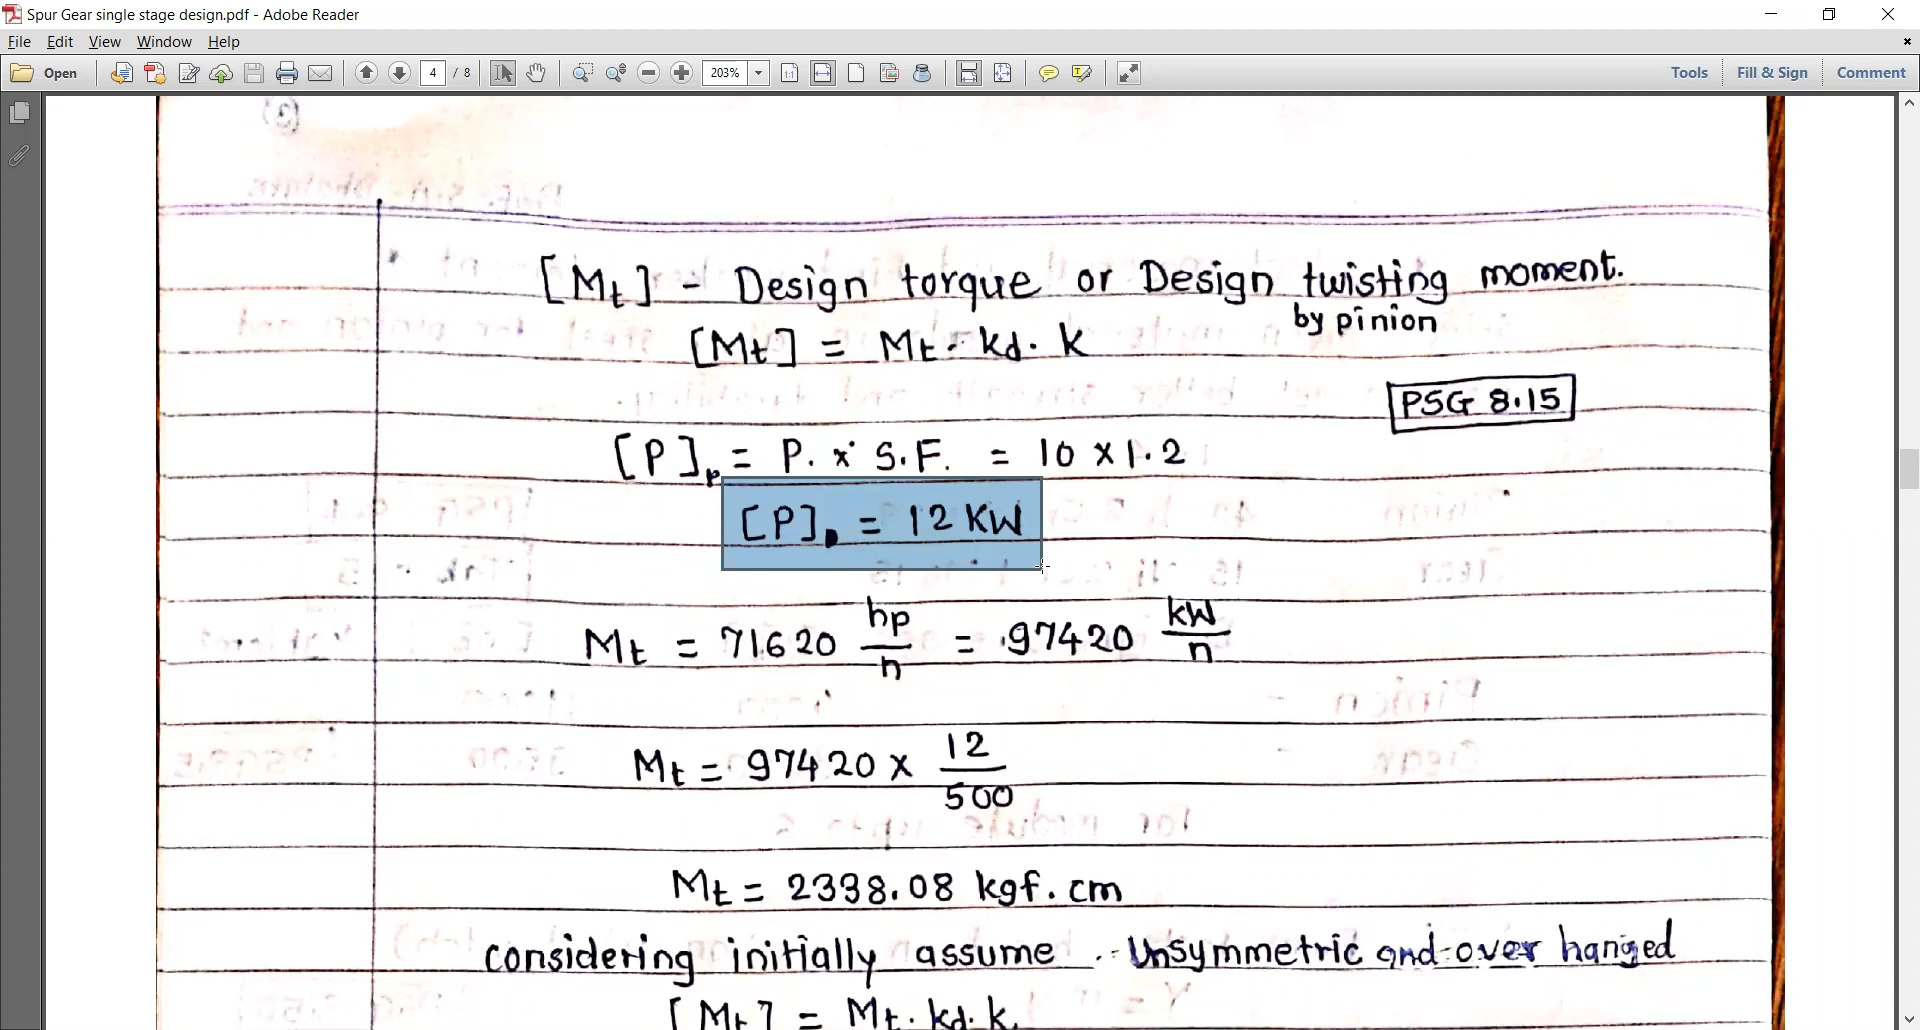 Spur Gear single stage design.pdf - Adobe Reader
File Edit View Window Help
Open 4 / 8 203% Tools Fill & Sign Comment
[Mt] - Design torque or Design twisting moment.
by pinion
[Mt] = Mt. kd. k
PSG 8.15
[P]p = P. x S.F. = 10 x 1.2
[P]p = 12 KW
Mt = 71620 hp/n = 97420 kW/n
Mt = 97420 x 12/500
Mt = 2338.08 kgf.cm
considering initially assume Unsymmetric and over hanged
[Mt] = Mt. kd. k.